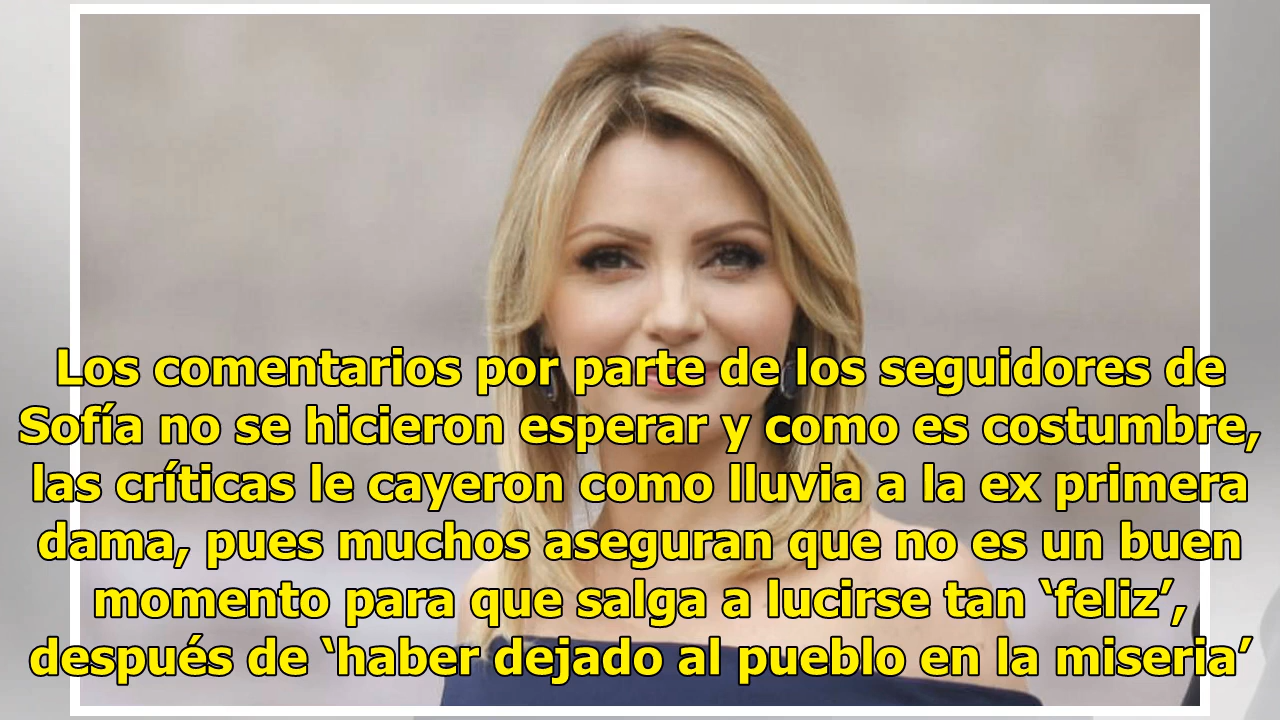 Los comentarios por parte de los seguidores de
Sofía no se hicieron esperar y como es costumbre,
las críticas le cayeron como lluvia a la ex primera
dama, pues muchos aseguran que no es un buen
momento para que salga a lucirse tan ‘feliz’,
después de ‘haber dejado al pueblo en la miseria’